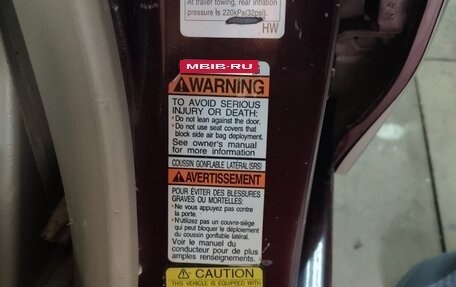 At trailer towing, rear inflation
pressure is 220kPa(32psi).
HW
MBIB.RU
WARNING
TO AVOID SERIOUS
INJURY OR DEATH:
• Do not lean against the door.
• Do not use seat covers that
block side air bag deployment.
See owner's manual
for more information
COUSSIN GONFLABLE LATÉRAL (SRS)
AVERTISSEMENT
POUR ÉVITER DES BLESSURES
GRAVES OU MORTELLES:
• Ne vous appuyez pas contre
la porte.
• N'utilizez pas un couvre-siège
qui peut bloquer le déploiement
du coussin gonflable latéral.
Voir le manuel du
conducteur pour de plus
amples renseignements.
CAUTION
THIS VEHICLE IS EQUIPPED WITH